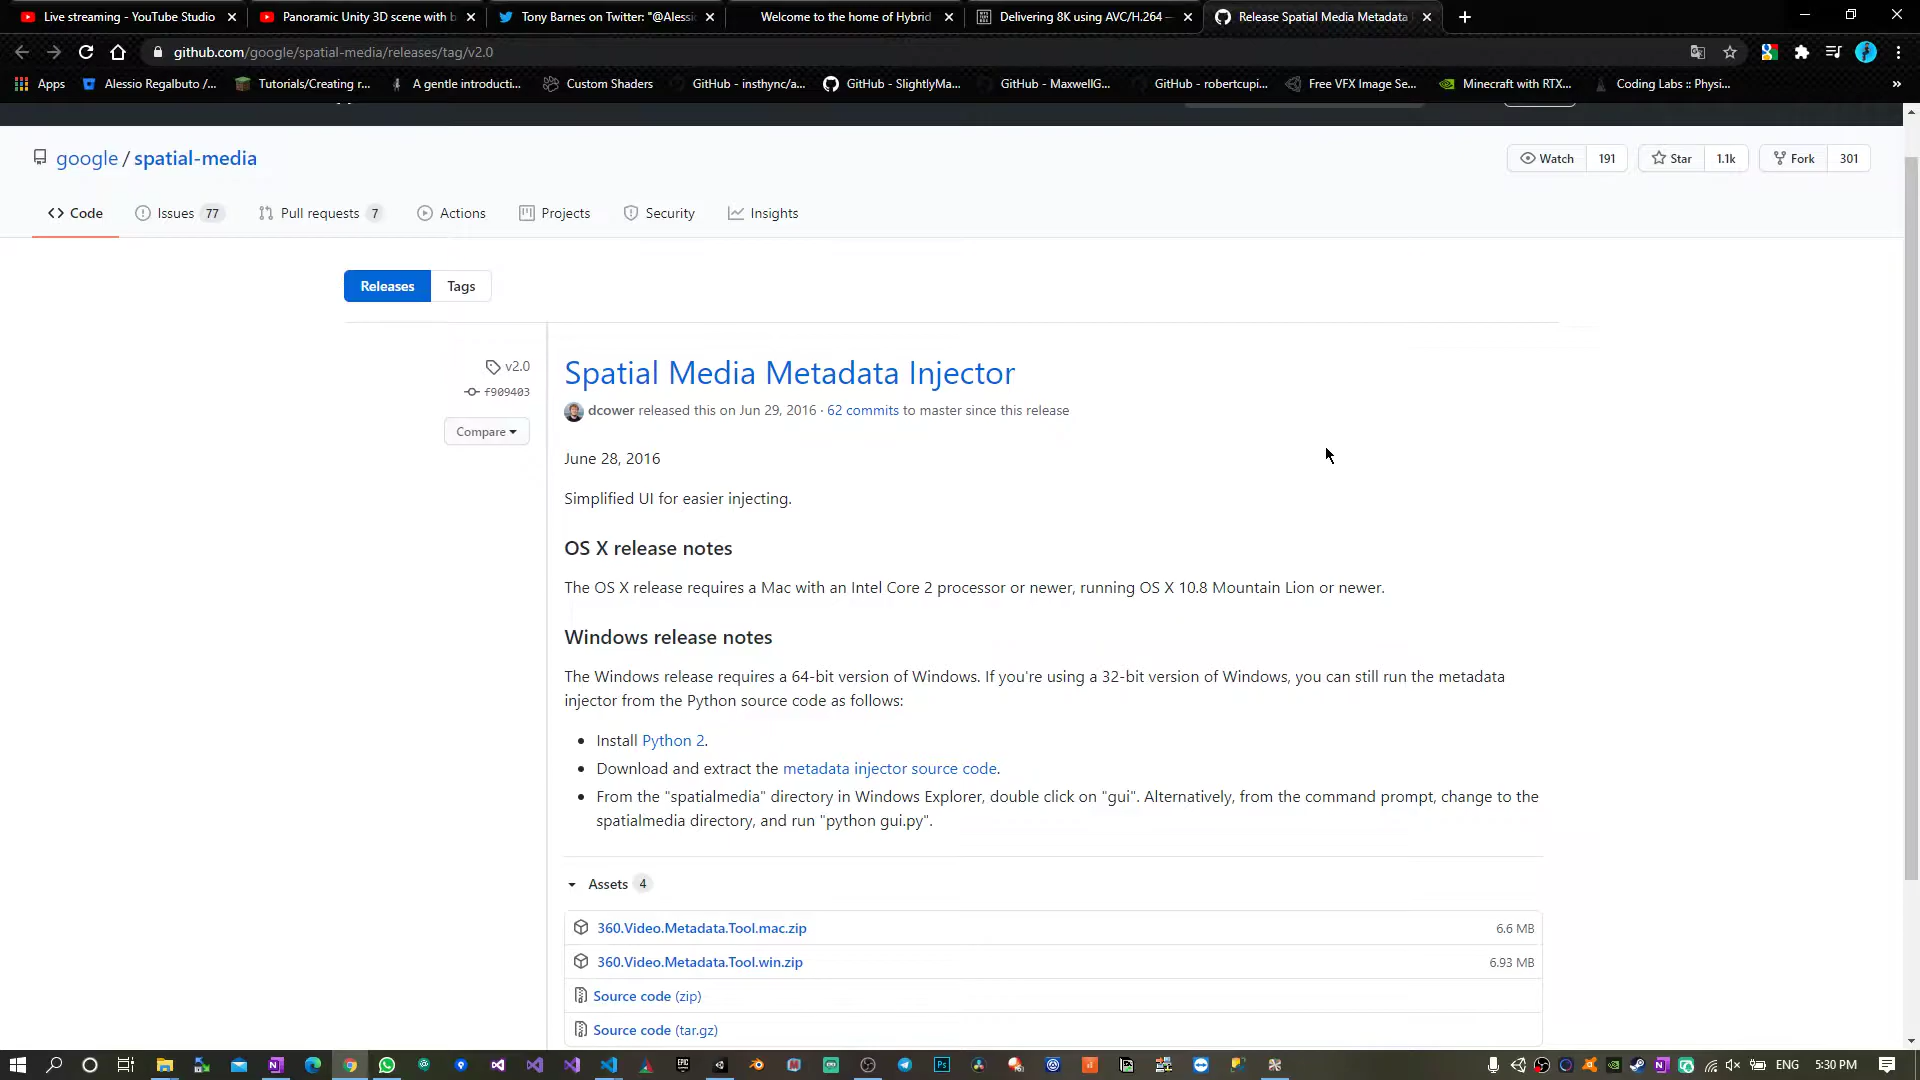 Live streaming - YouTube Studio
Panoramic Unity 3D scene with b
Tony Barnes on Twitter: "@Alessi
Welcome to the home of Hybrid
Delivering 8K using AVC/H.264 –
Release Spatial Media Metadata
github.com/google/spatial-media/releases/tag/v2.0
Apps
Alessio Regalbuto /...
Tutorials/Creating r...
A gentle introducti...
Custom Shaders
GitHub - insthync/a...
GitHub - SlightlyMa...
GitHub - MaxwellG...
GitHub - robertcupi...
Free VFX Image Se...
Minecraft with RTX...
Coding Labs :: Physi...
»
google / spatial-media
Watch 191
Star 1.1k
Fork 301
Code
Issues 77
Pull requests 7
Actions
Projects
Security
Insights
Releases
Tags
v2.0
f909403
Compare
Spatial Media Metadata Injector
dcower released this on Jun 29, 2016 · 62 commits to master since this release
June 28, 2016
Simplified UI for easier injecting.
OS X release notes
The OS X release requires a Mac with an Intel Core 2 processor or newer, running OS X 10.8 Mountain Lion or newer.
Windows release notes
The Windows release requires a 64-bit version of Windows. If you're using a 32-bit version of Windows, you can still run the metadata
injector from the Python source code as follows:
• Install Python 2.
• Download and extract the metadata injector source code.
• From the "spatialmedia" directory in Windows Explorer, double click on "gui". Alternatively, from the command prompt, change to the
spatialmedia directory, and run "python gui.py".
Assets 4
360.Video.Metadata.Tool.mac.zip 6.6 MB
360.Video.Metadata.Tool.win.zip 6.93 MB
Source code (zip)
Source code (tar.gz)
ENG
5:30 PM